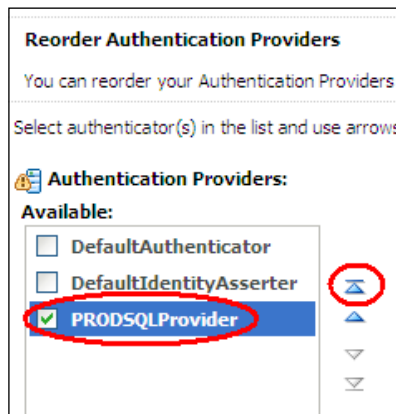 Reorder Authentication Providers
You can reorder your Authentication Providers
Select authenticator(s) in the list and use arrows
Authentication Providers:
Available:
DefaultAuthenticator
DefaultIdentityAsserter
PRODSQLProvider